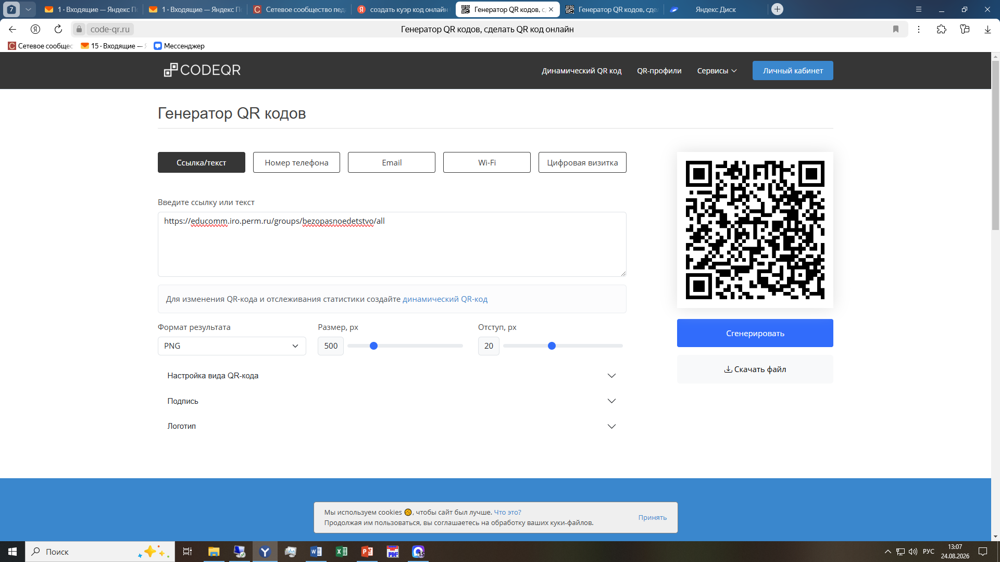 7
1 · Входящие — Яндекс По
1 · Входящие — Яндекс По
Сетевое сообщество пед
создать куэр код онлайн
Генератор QR кодов, с
Генератор QR кодов, сде
Яндекс Диск
code-qr.ru
Генератор QR кодов, сделать QR код онлайн
Сетевое сообщес
15 · Входящие — Я
Мессенджер
CODEQR
Динамический QR код
QR-профили
Сервисы
Личный кабинет
Генератор QR кодов
Ссылка/текст
Номер телефона
Email
Wi-Fi
Цифровая визитка
Введите ссылку или текст
https://educomm.iro.perm.ru/groups/bezopasnoedetstvo/all
Для изменения QR-кода и отслеживания статистики создайте динамический QR-код
Формат результата
Размер, px
Отступ, px
PNG
500
20
Сгенерировать
Скачать файл
Настройка вида QR-кода
Подпись
Логотип
Мы используем cookies 🍪, чтобы сайт был лучше. Что это?
Продолжая им пользоваться, вы соглашаетесь на обработку ваших куки-файлов.
Принять
Поиск
15
РУС
13:07
24.08.2026